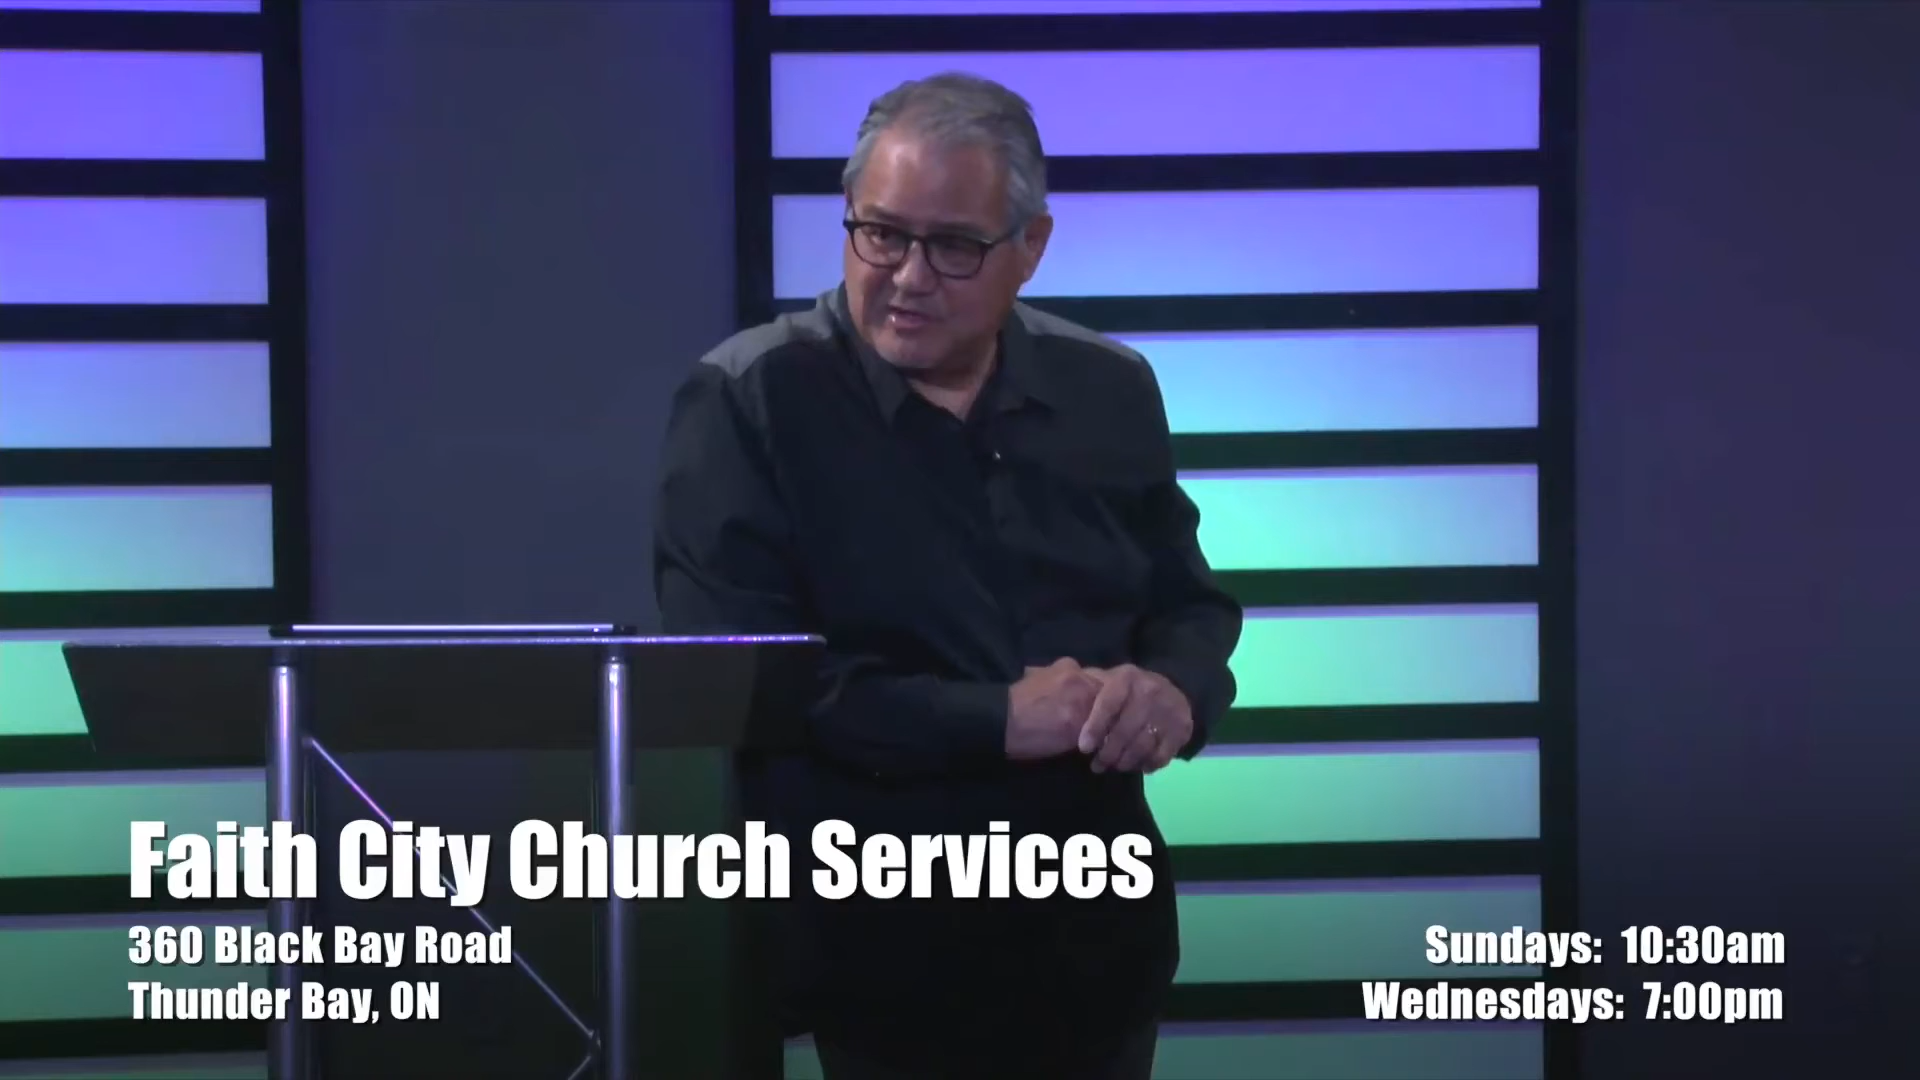 Faith City Church Services
360 Black Bay Road
Thunder Bay, ON
Sundays: 10:30am
Wednesdays: 7:00pm